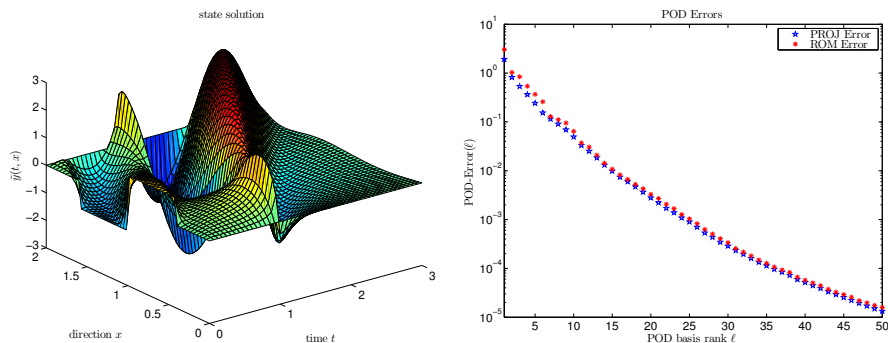 state solution
3
2
1
0
−1
−2
−3
ỹ(t, x)
2
1.5
1
0.5
0
direction x
0
1
2
3
time t
POD Errors
10^1
10^0
10^−1
10^−2
10^−3
10^−4
10^−5
POD-Error(ℓ)
PROJ Error
ROM Error
5 10 15 20 25 30 35 40 45 50
POD basis rank ℓ